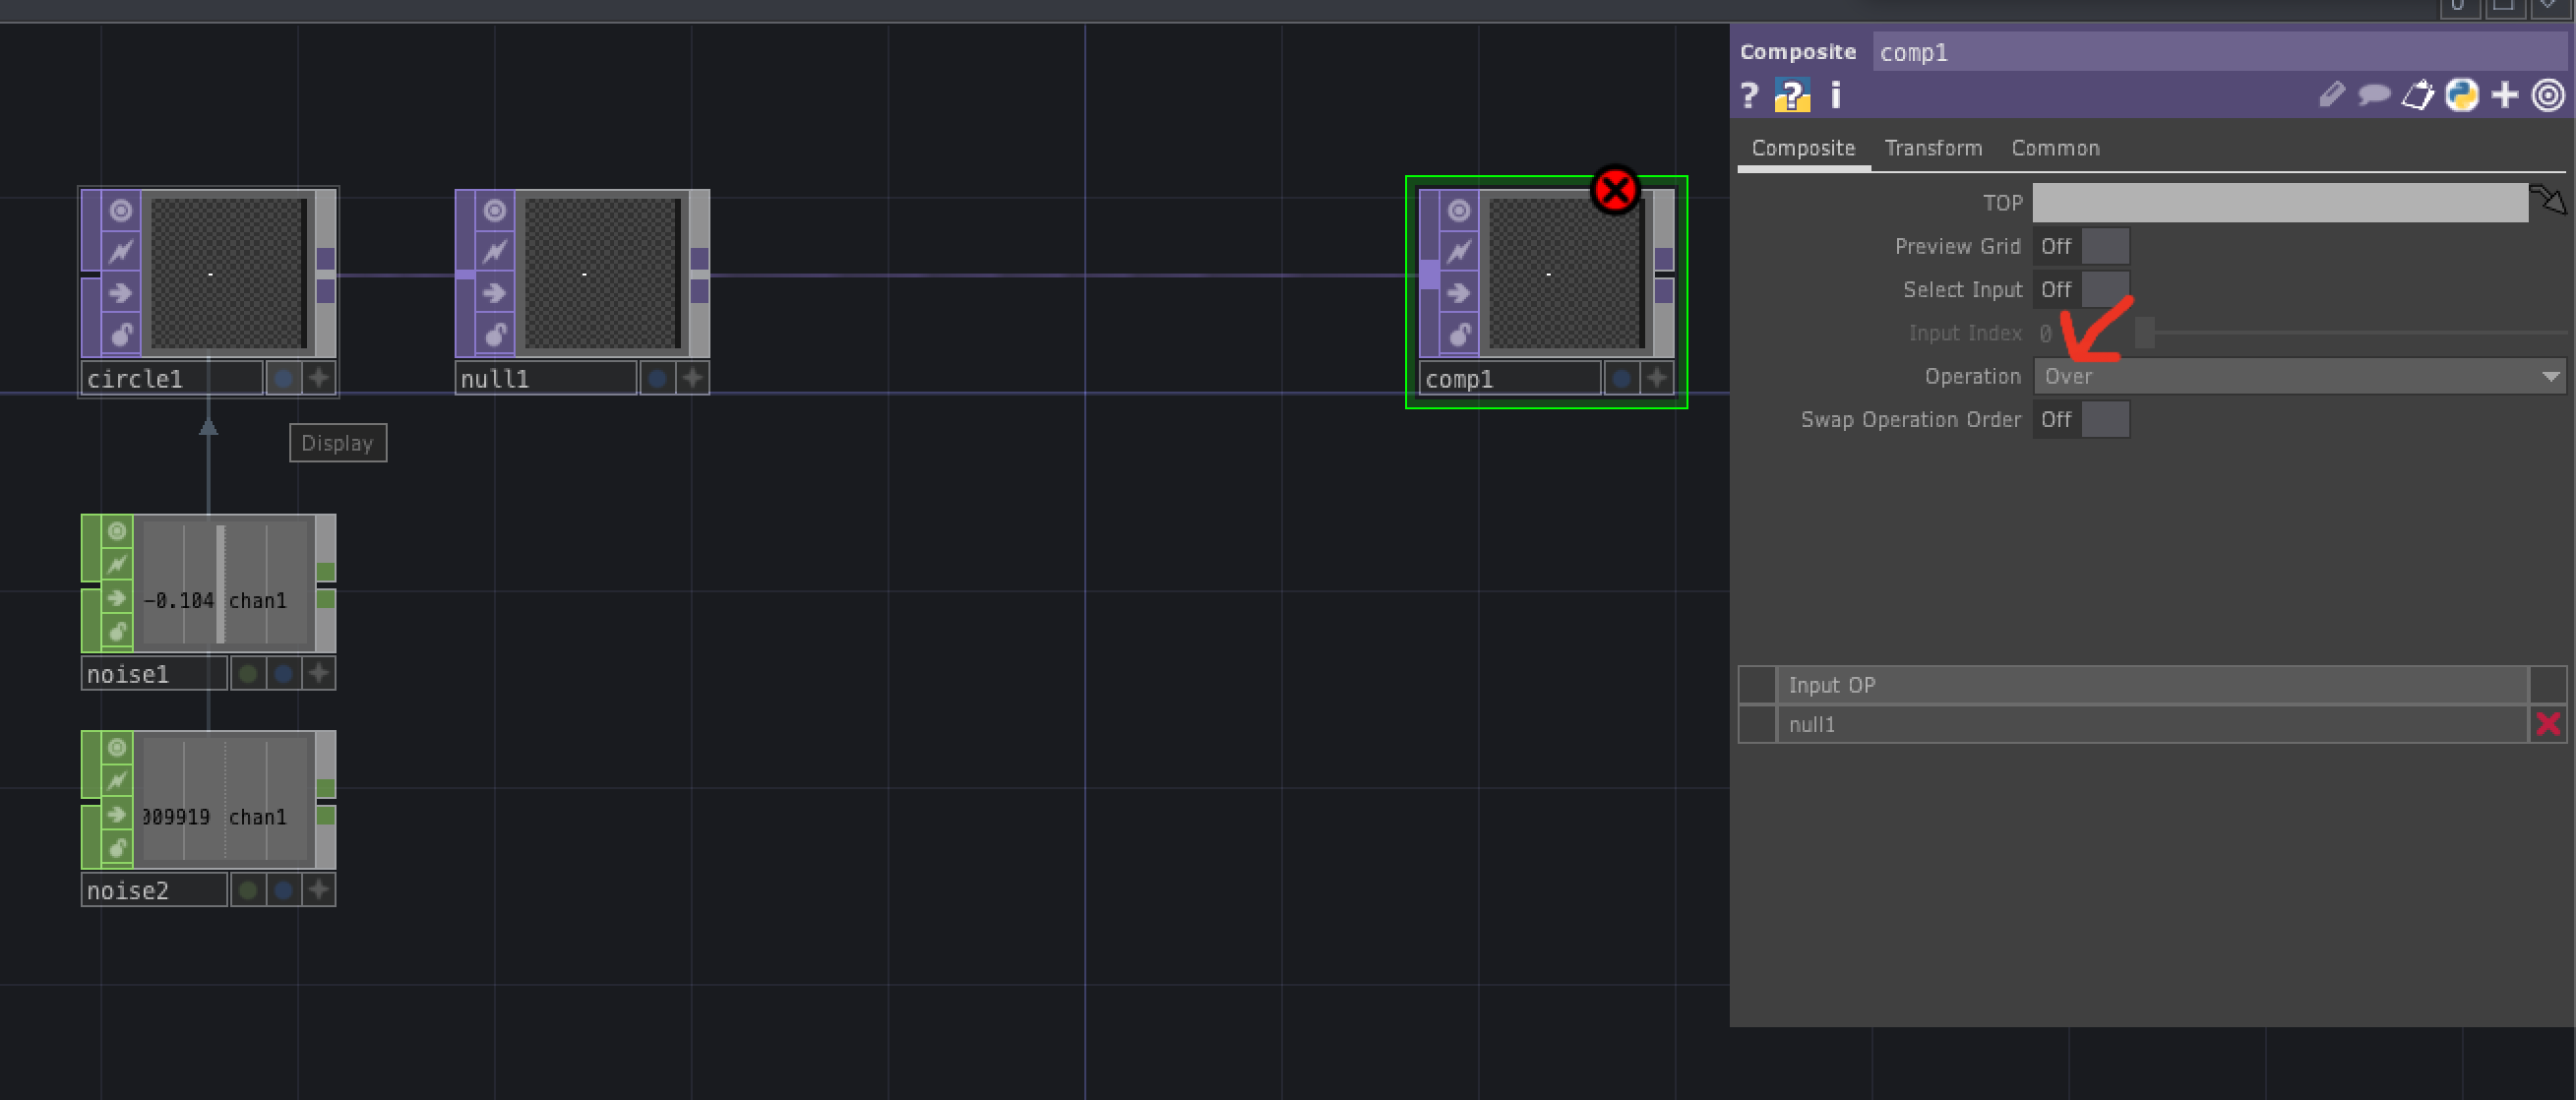 Composite comp1
? ? i
Composite Transform Common
TOP
Preview Grid Off
Select Input Off
Input Index 0
Operation Over
Swap Operation Order Off
circle1
null1
comp1
Display
-0.104 chan1
noise1
009919 chan1
noise2
Input OP
null1